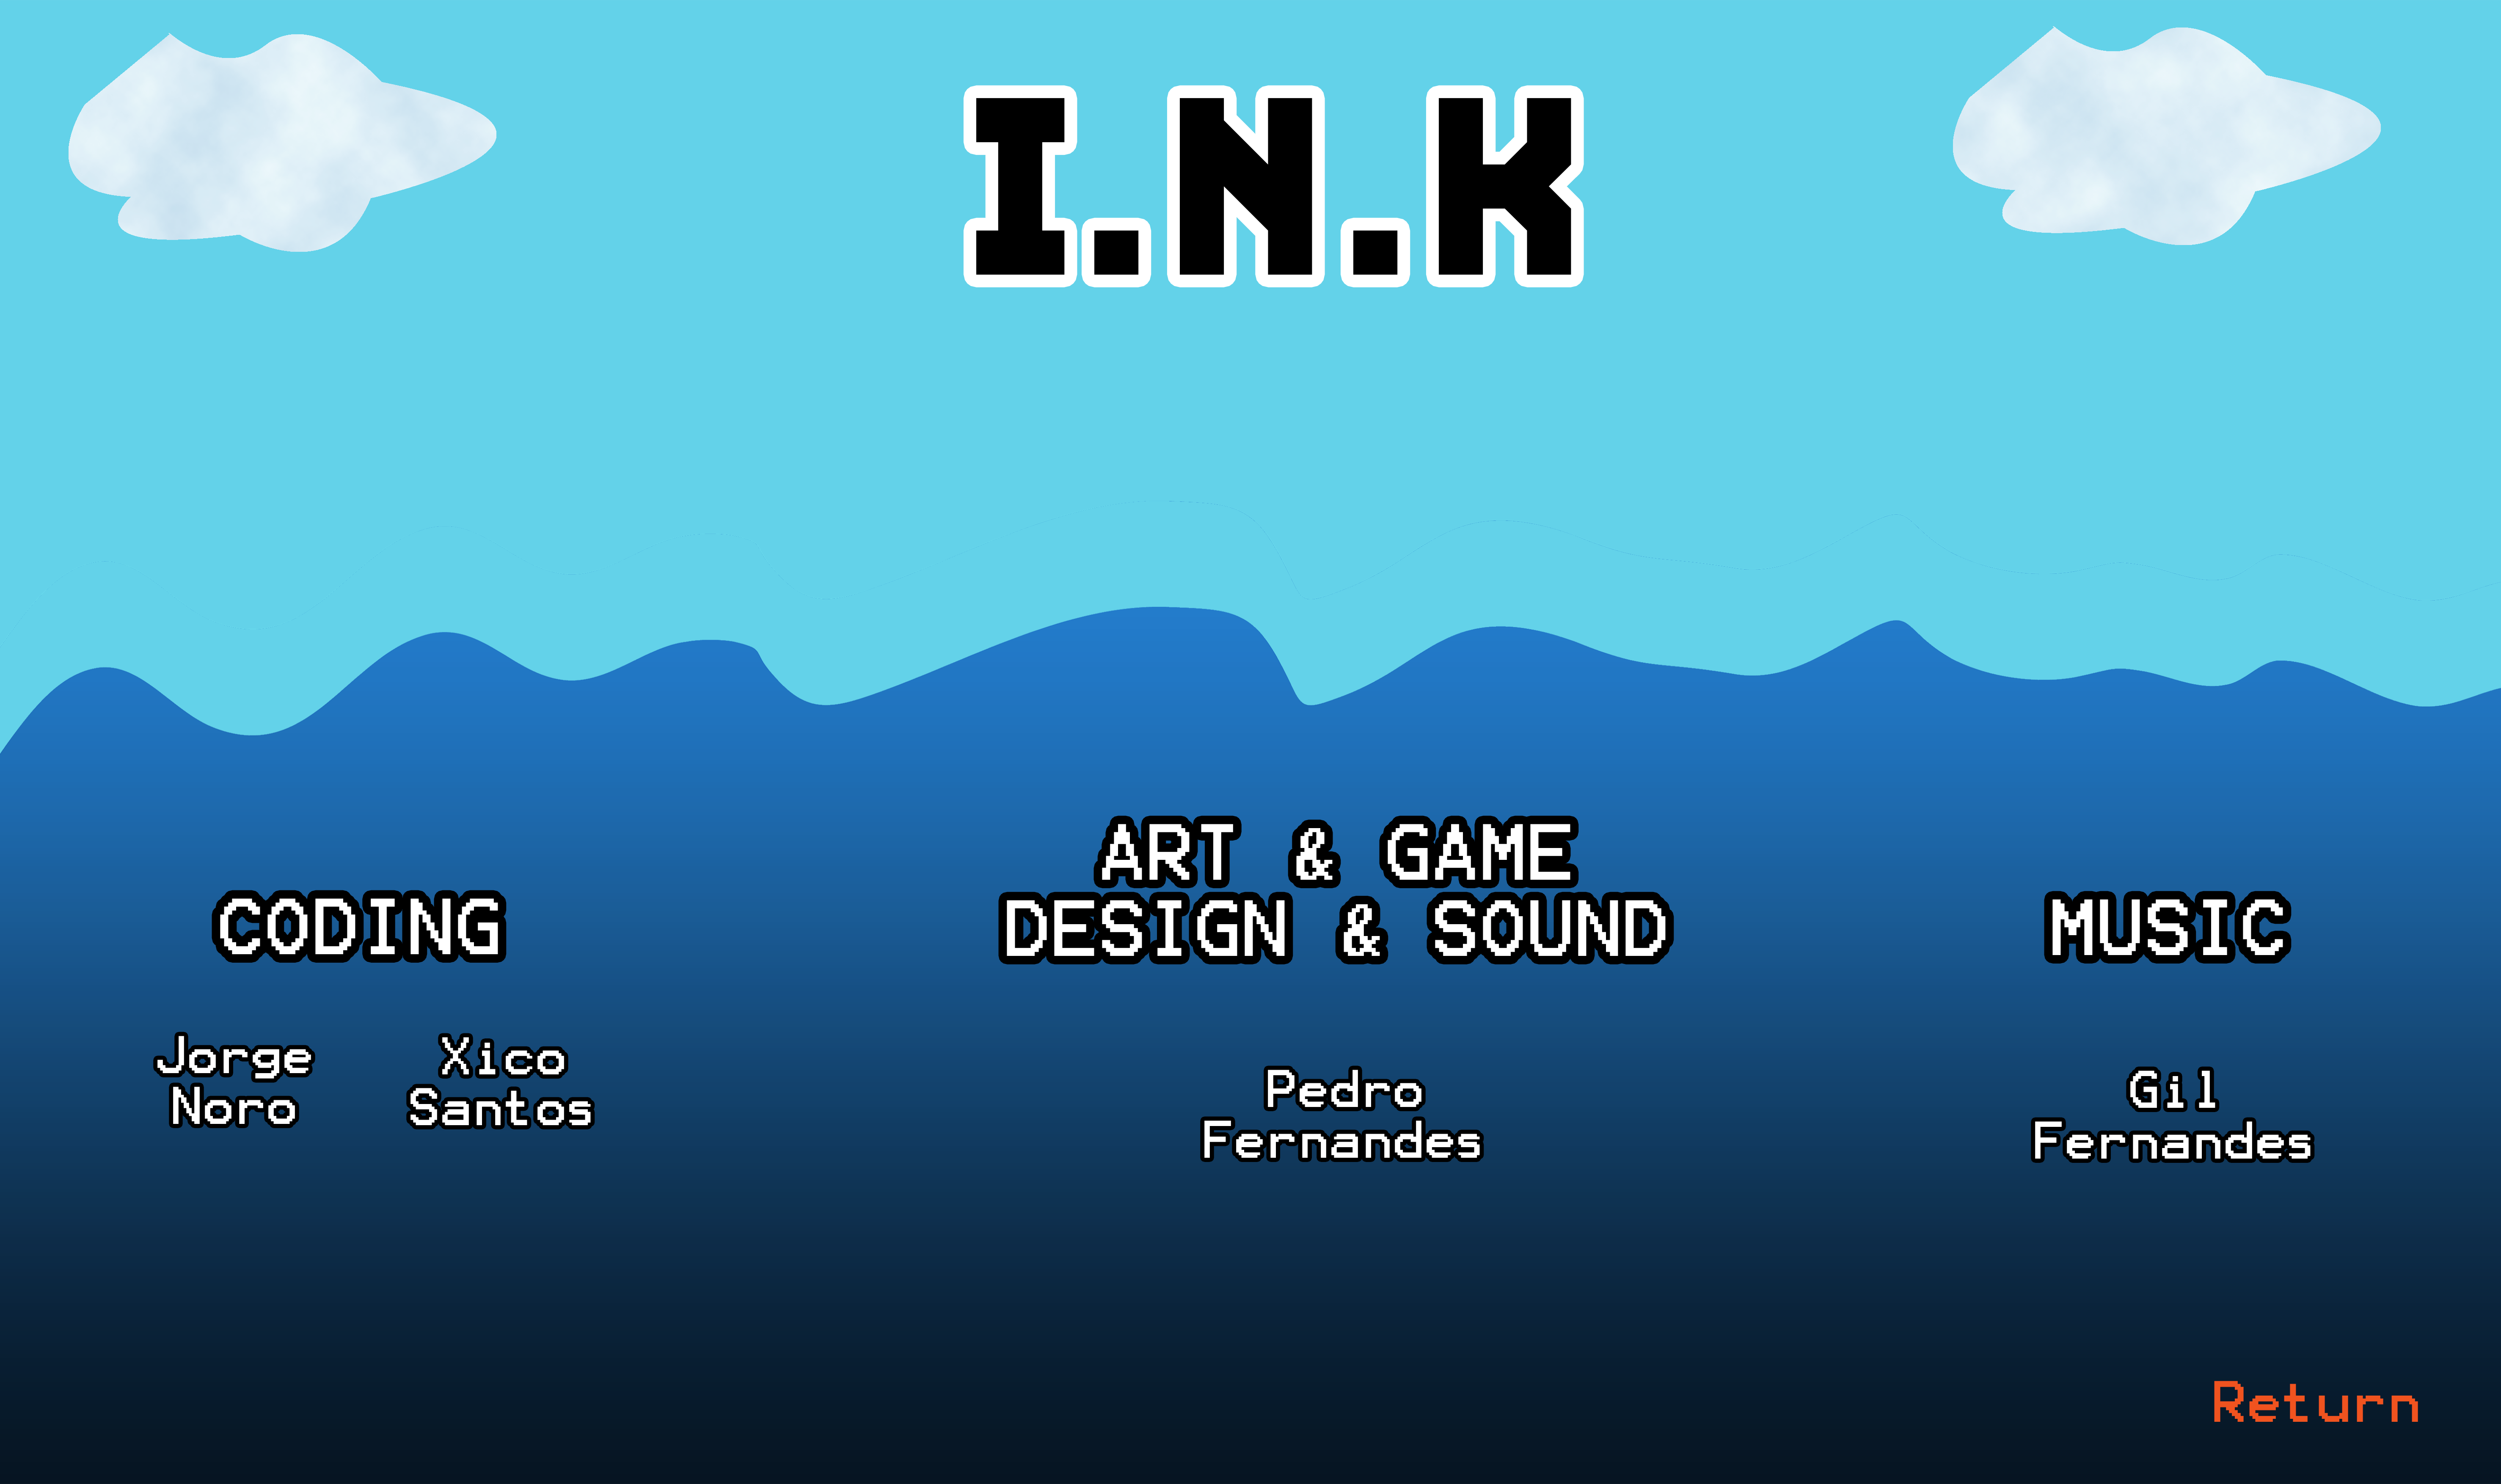 I.N.K
CODING
Jorge
Noro
Xico
Santos
ART & GAME
DESIGN & SOUND
Pedro
Fernandes
MUSIC
Gil
Fernandes
Return